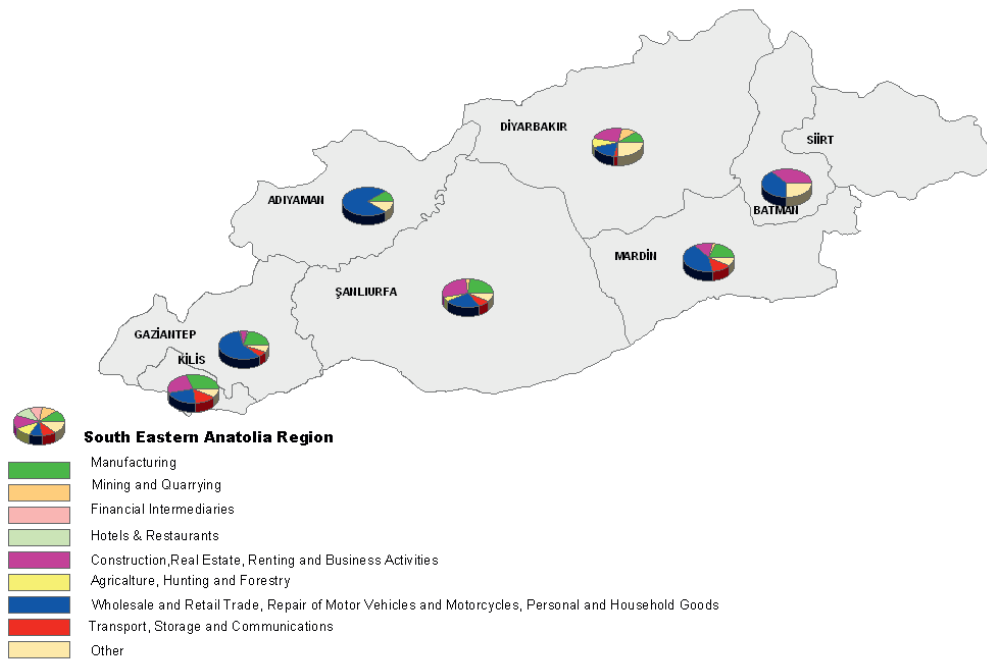 DİYARBAKIR
SİİRT
ADIYAMAN
BATMAN
MARDİN
ŞANLIURFA
GAZİANTEP
KİLİS
South Eastern Anatolia Region
Manufacturing
Mining and Quarrying
Financial Intermediaries
Hotels & Restaurants
Construction,Real Estate, Renting and Business Activities
Agricalture, Hunting and Forestry
Wholesale and Retail Trade, Repair of Motor Vehicles and Motorcycles, Personal and Household Goods
Transport, Storage and Communications
Other